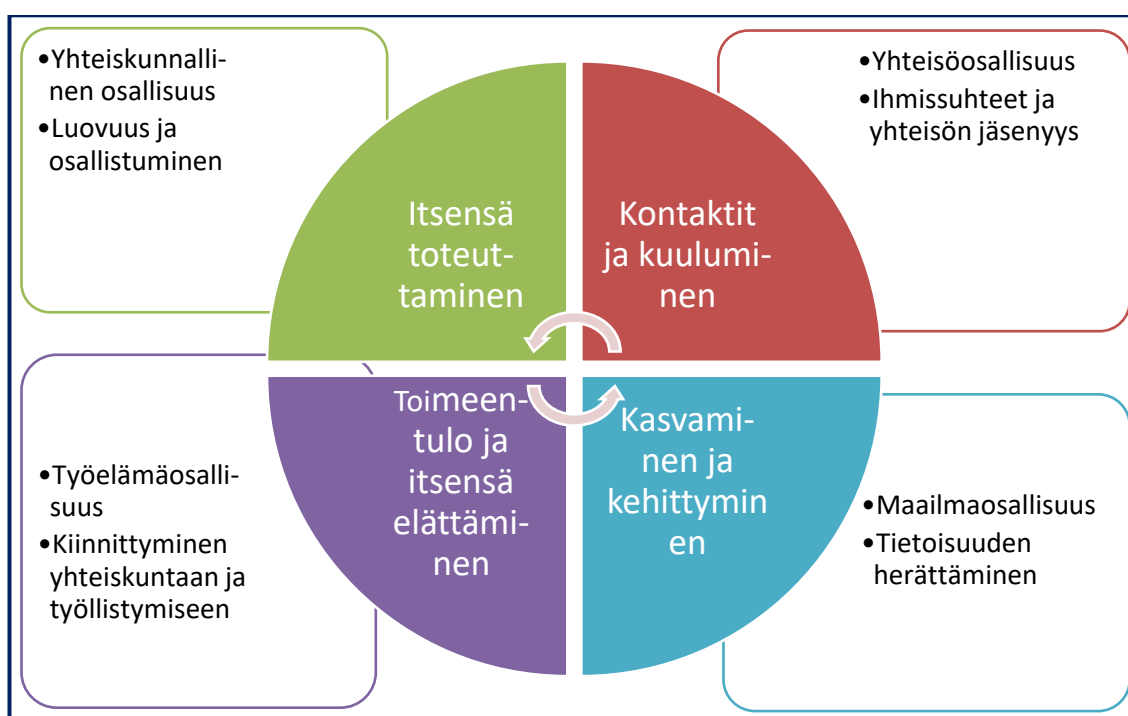 •Yhteiskunnalli-
nen osallisuus
•Luovuus ja
osallistuminen
Itsensä
toteut-
taminen
•Yhteisöosallisuus
•Ihmissuhteet ja
yhteisön jäsenyys
Kontaktit
ja kuulumi-
nen
•Työelämäosalli-
suus
•Kiinnittyminen
yhteiskuntaan ja
työllistymiseen
Toimeen-
tulo ja
itsensä
elättämi-
nen
Kasvami-
nen ja
kehittymin
en
•Maailmaosallisuus
•Tietoisuuden
herättäminen